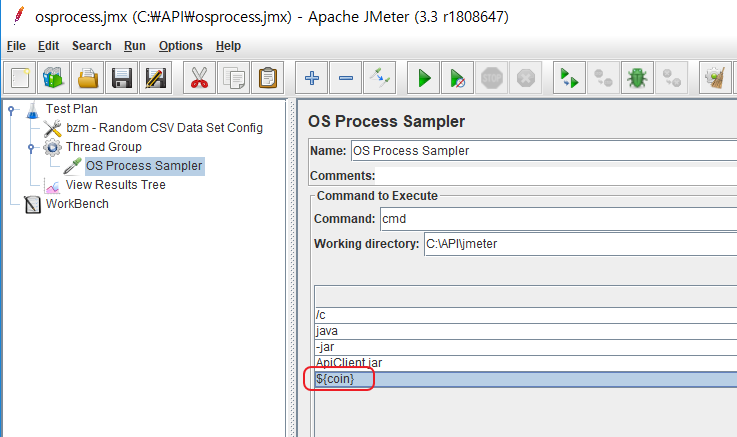 osprocess.jmx (C:₩API₩osprocess.jmx) - Apache JMeter (3.3 r1808647)
File Edit Search Run Options Help
STOP
Test Plan
bzm - Random CSV Data Set Config
Thread Group
OS Process Sampler
View Results Tree
WorkBench
OS Process Sampler
Name: OS Process Sampler
Comments:
Command to Execute
Command: cmd
Working directory: C:\API\jmeter
/c
java
-jar
ApiClient.jar
${coin}